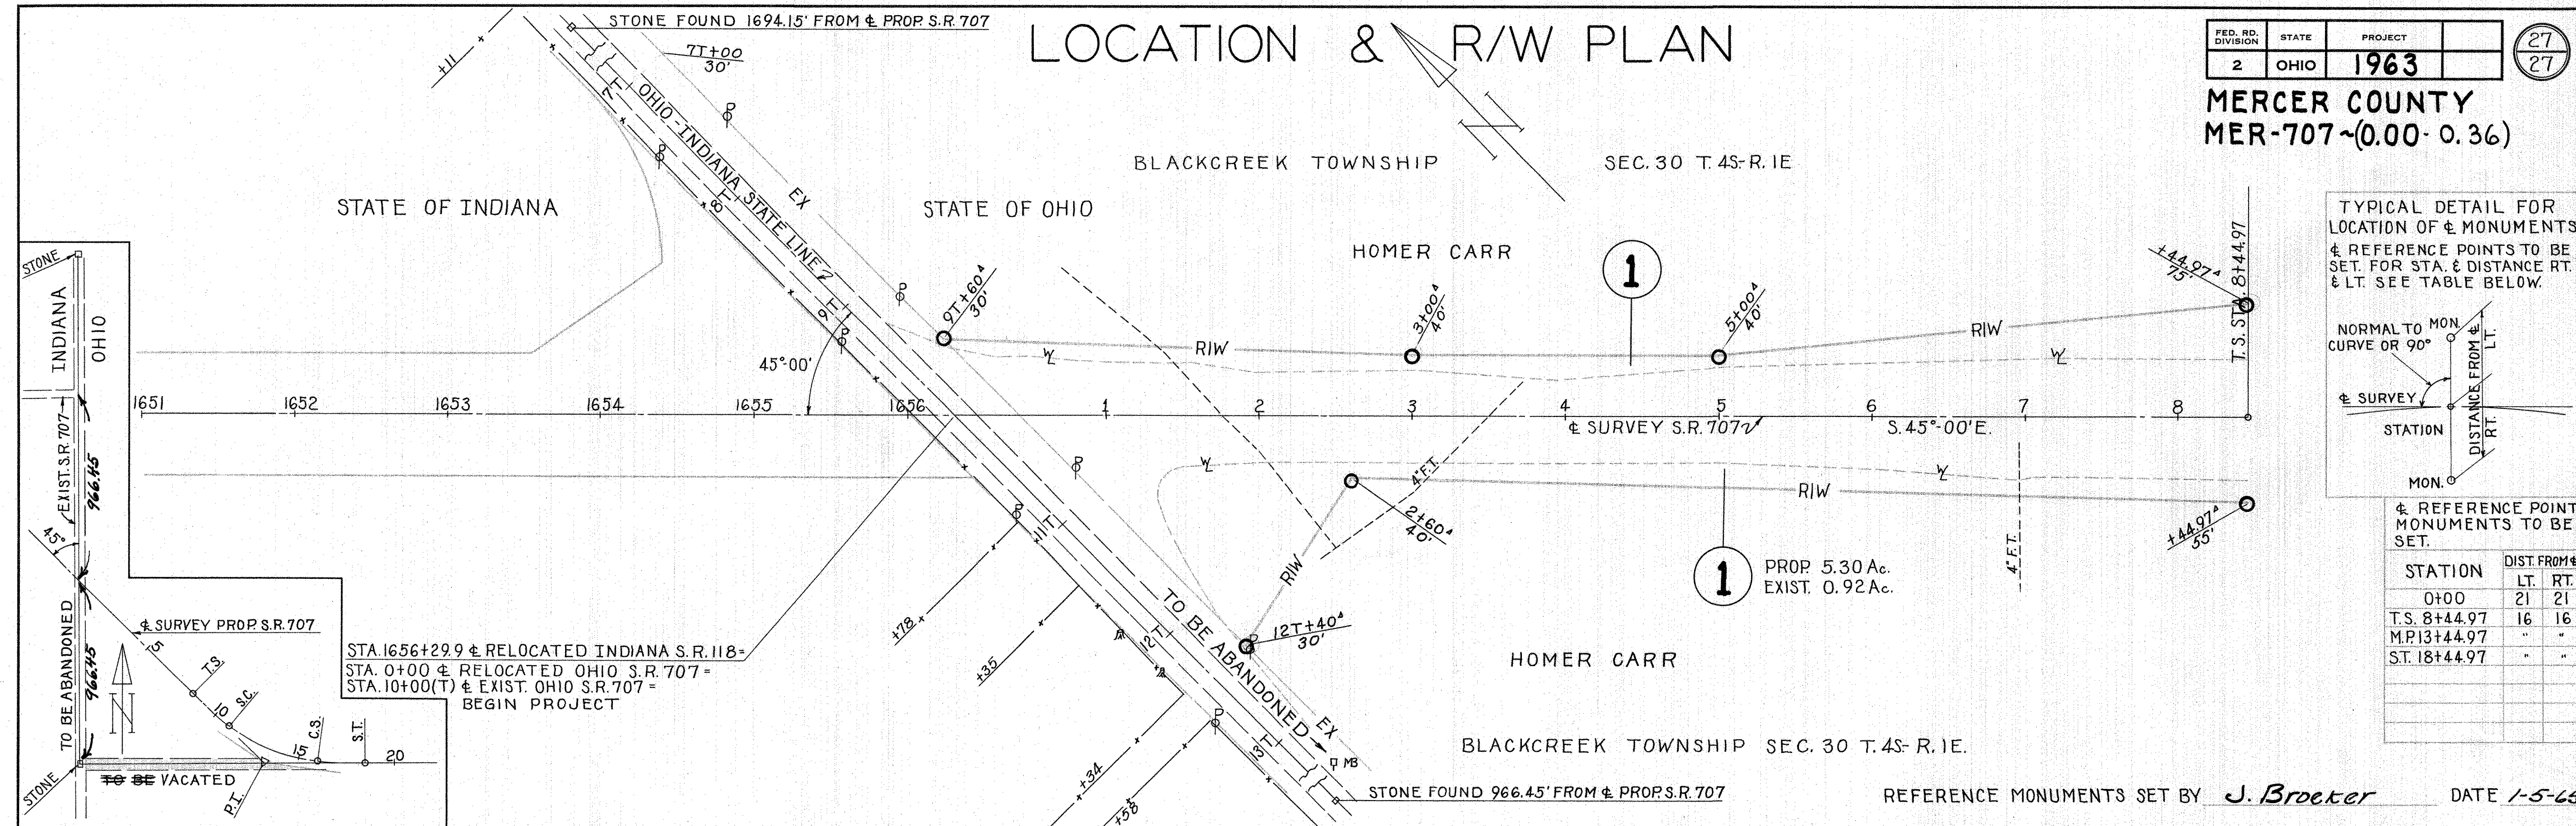 LOCATION & R/W PLAN
STONE FOUND 1694.15' FROM ℄ PROP. S.R. 707
7T+00
30'
+11
FED. RD. DIVISION STATE PROJECT
2 OHIO 1963
27
27
MERCER COUNTY
MER-707~(0.00-0.36)
BLACKCREEK TOWNSHIP SEC. 30 T. 4S-R. 1E
STATE OF INDIANA
STATE OF OHIO
OHIO-INDIANA STATE LINE
EX
7T
8T
9T
HOMER CARR
1
9T+60
30'
3+00
40'
5+00
40'
+44.97
75'
T.S. STA. 8+44.97
R/W
R/W
45°-00'
1651 1652 1653 1654 1655 1656 1 2 3 4 5 6 7 8
℄ SURVEY S.R. 707
S. 45°-00' E.
4" F.T.
4" F.T.
2+60
40'
R/W
R/W
+44.97
55'
11T
12T
13T
+78
+35
+34
+58
12T+40
30'
TO BE ABANDONED
EX
MB
1
PROP. 5.30 Ac.
EXIST. 0.92 Ac.
HOMER CARR
BLACKCREEK TOWNSHIP SEC. 30 T. 4S-R. 1E.
STONE FOUND 966.45' FROM ℄ PROP. S.R. 707
REFERENCE MONUMENTS SET BY J. Broeker DATE 1-5-65
STA. 1656+29.9 ℄ RELOCATED INDIANA S.R. 118=
STA. 0+00 ℄ RELOCATED OHIO S.R. 707 =
STA. 10+00(T) ℄ EXIST. OHIO S.R. 707 =
BEGIN PROJECT
STONE
INDIANA
OHIO
EXIST. S.R. 707
966.45
45°
TO BE ABANDONED
966.45
℄ SURVEY PROP. S.R. 707
5
T.S.
10
S.C.
N
15
C.S.
S.T.
20
TO BE VACATED
P.I.
STONE
TYPICAL DETAIL FOR
LOCATION OF ℄ MONUMENTS
℄ REFERENCE POINTS TO BE
SET. FOR STA. & DISTANCE RT.
& LT. SEE TABLE BELOW.
NORMAL TO
CURVE OR 90°
MON.
DISTANCE FROM ℄
LT.
RT.
℄ SURVEY
STATION
MON.
℄ REFERENCE POINT
MONUMENTS TO BE
SET.
STATION DIST. FROM ℄
LT. RT.
0+00 21 21
T.S. 8+44.97 16 16
M.P. 13+44.97 " "
S.T. 18+44.97 " "